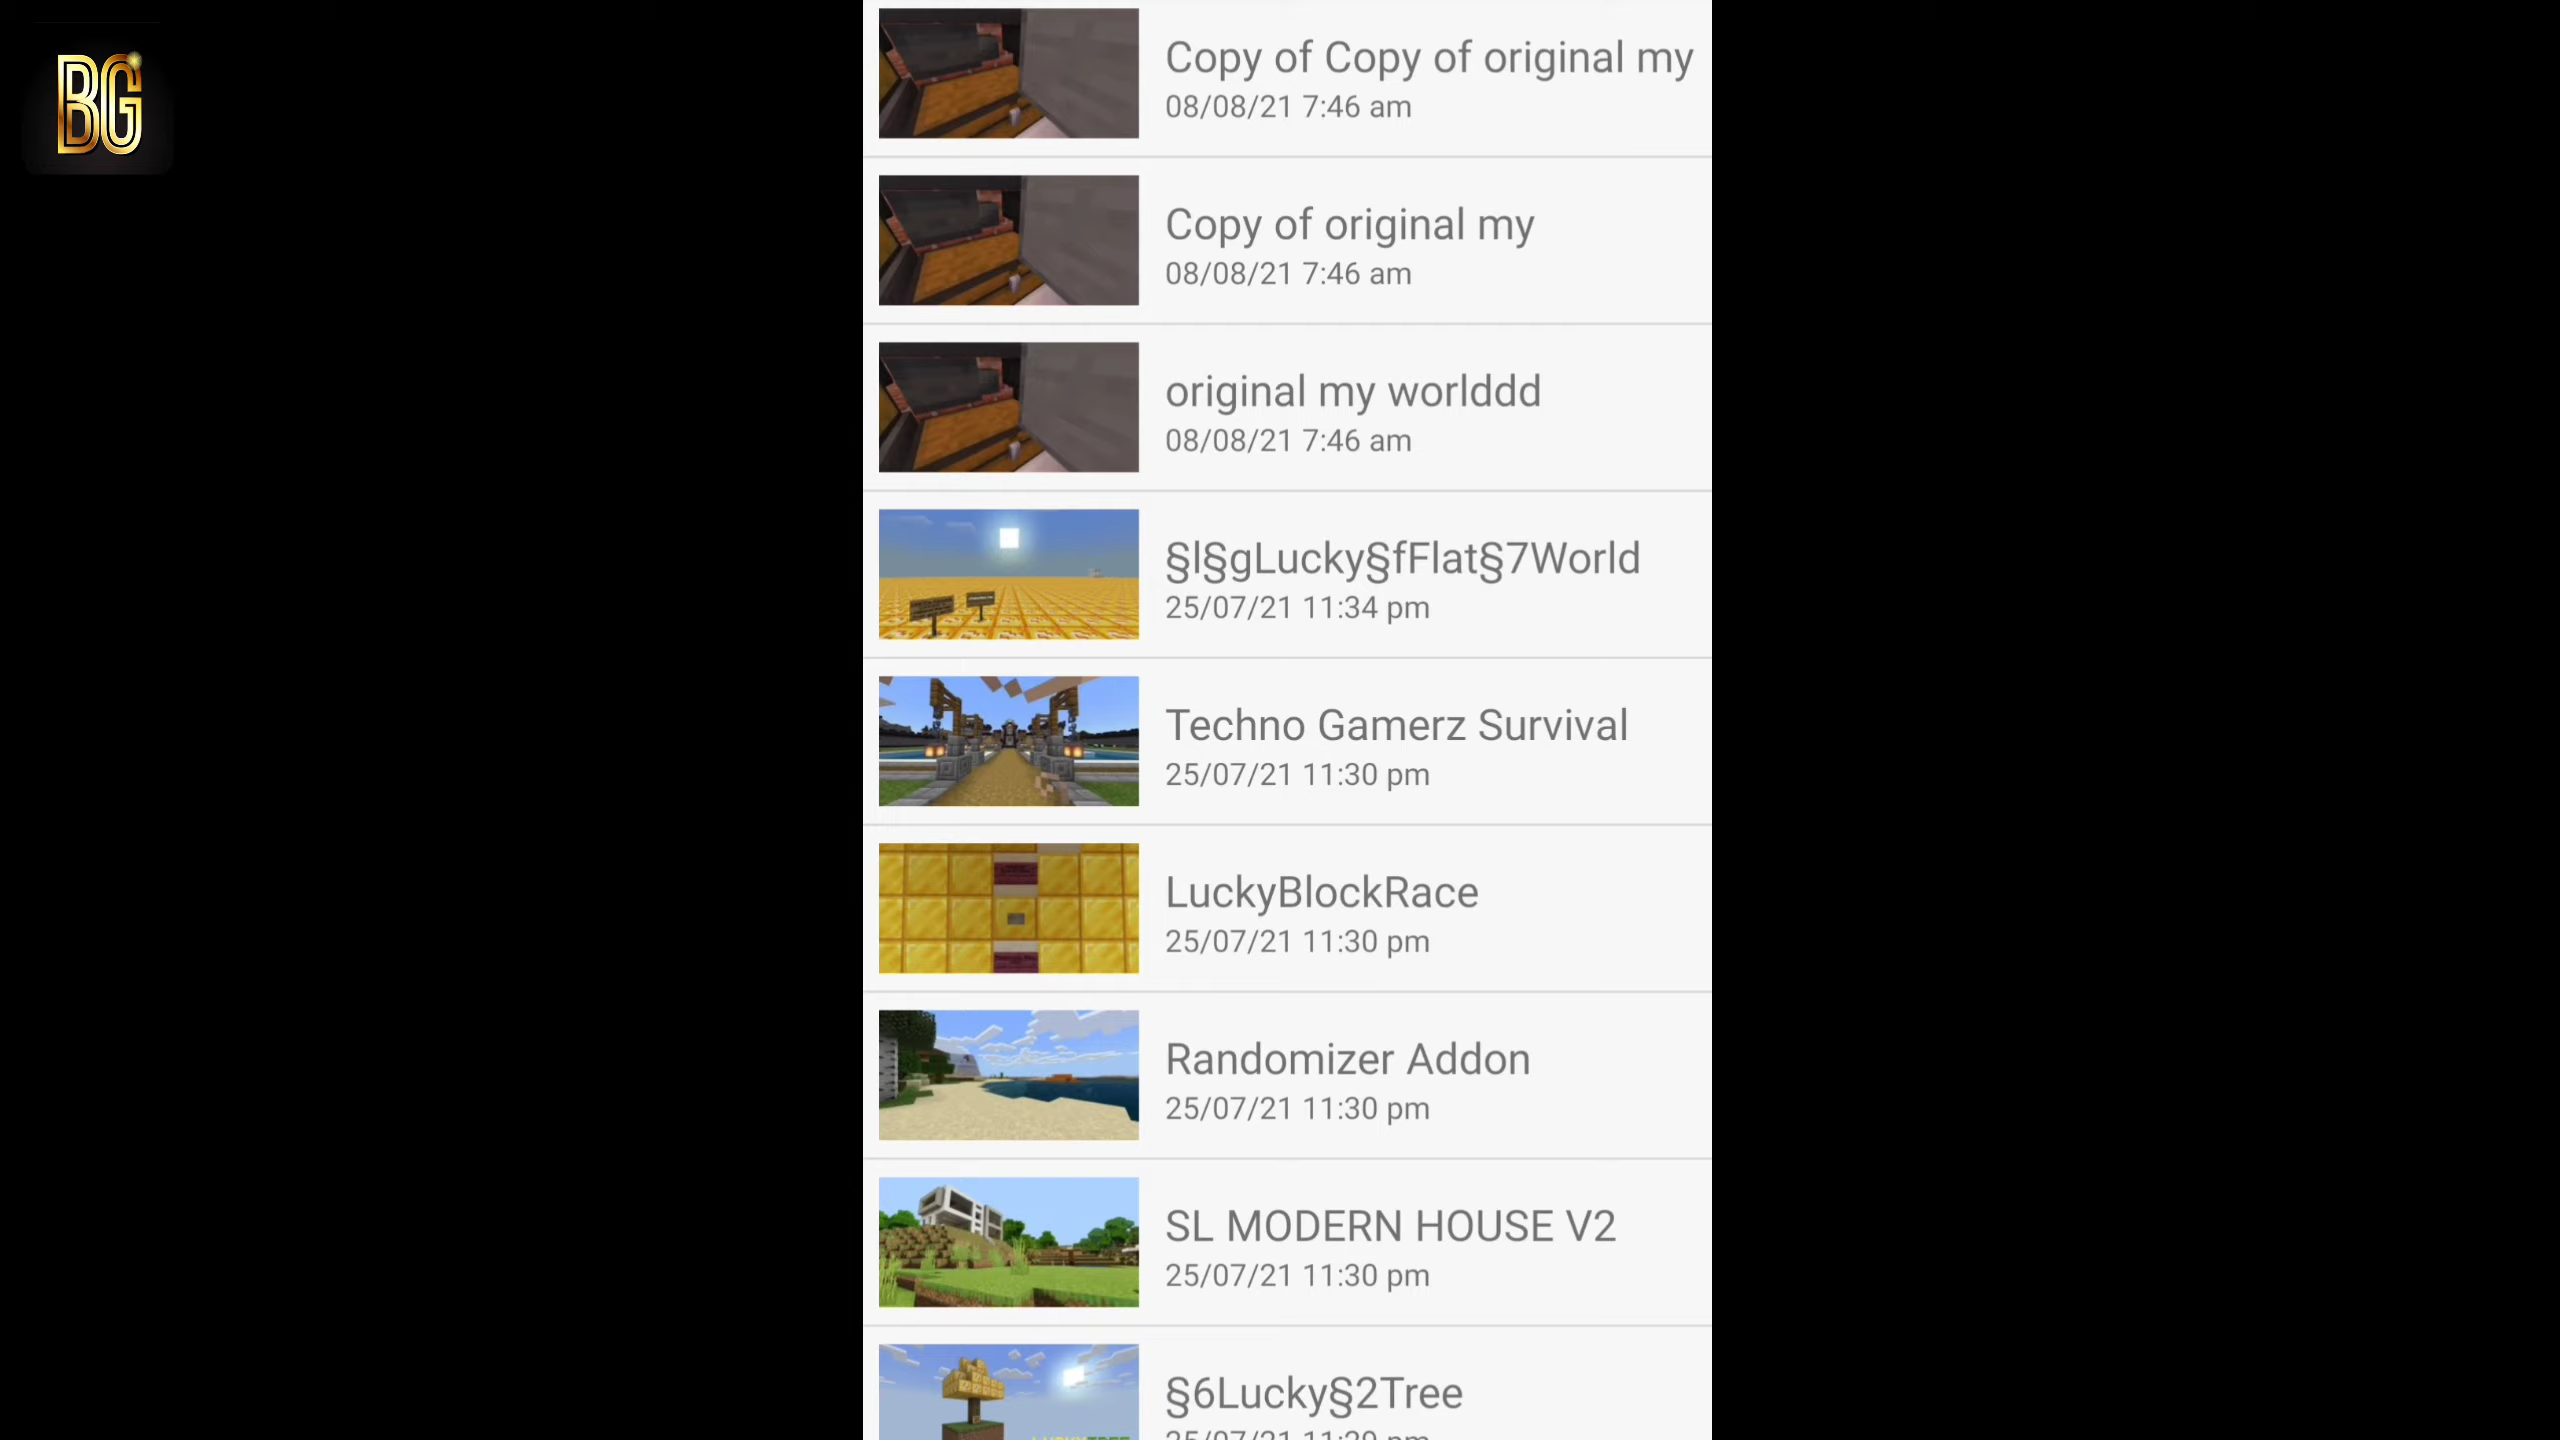 BG
Copy of Copy of original my
08/08/21 7:46 am
Copy of original my
08/08/21 7:46 am
original my worlddd
08/08/21 7:46 am
§l§gLucky§fFlat§7World
25/07/21 11:34 pm
Techno Gamerz Survival
25/07/21 11:30 pm
LuckyBlockRace
25/07/21 11:30 pm
Randomizer Addon
25/07/21 11:30 pm
SL MODERN HOUSE V2
25/07/21 11:30 pm
§6Lucky§2Tree